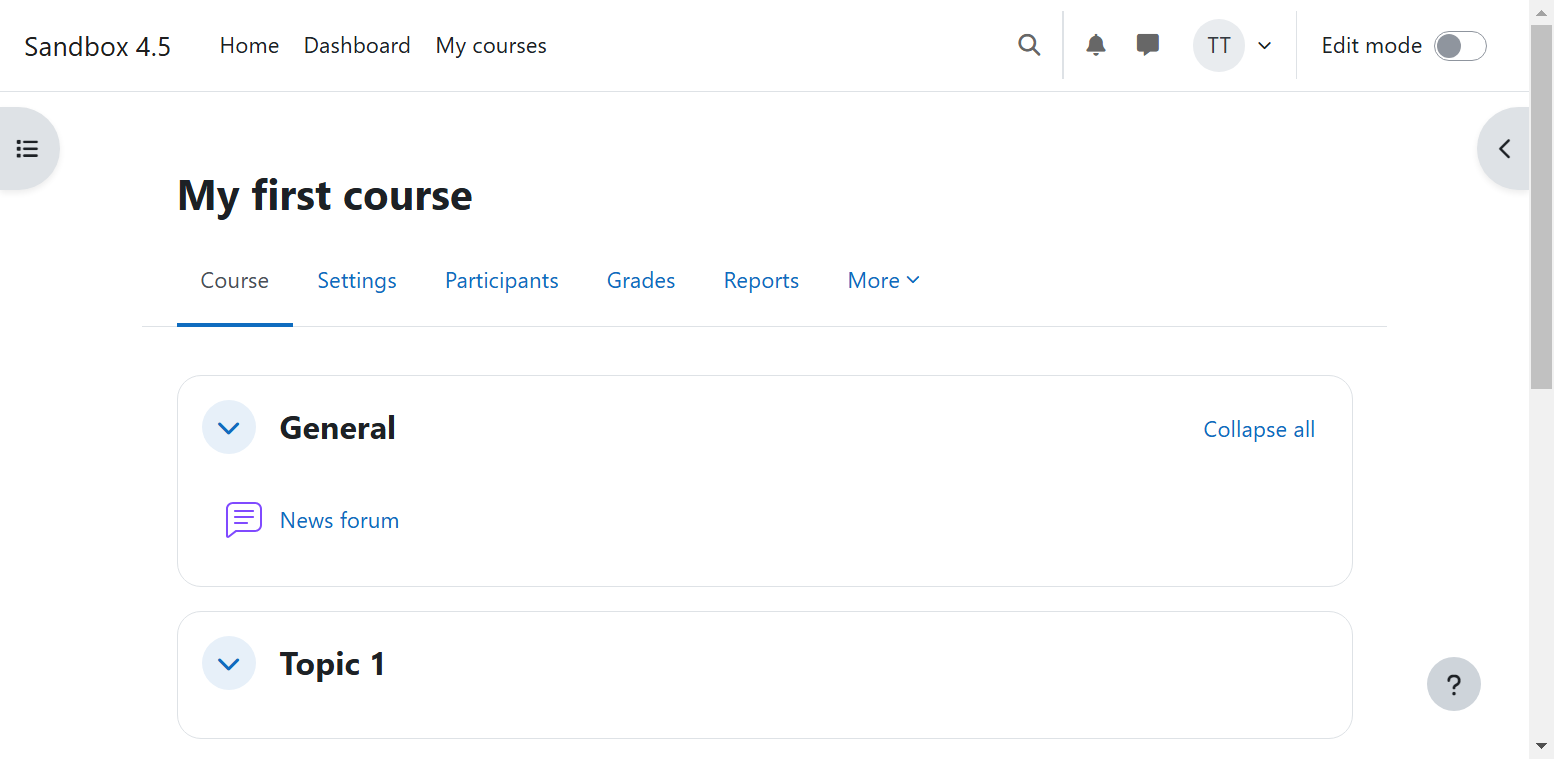 Sandbox 4.5 Home Dashboard My courses TT Edit mode
My first course
Course Settings Participants Grades Reports More
General Collapse all
News forum
Topic 1
?